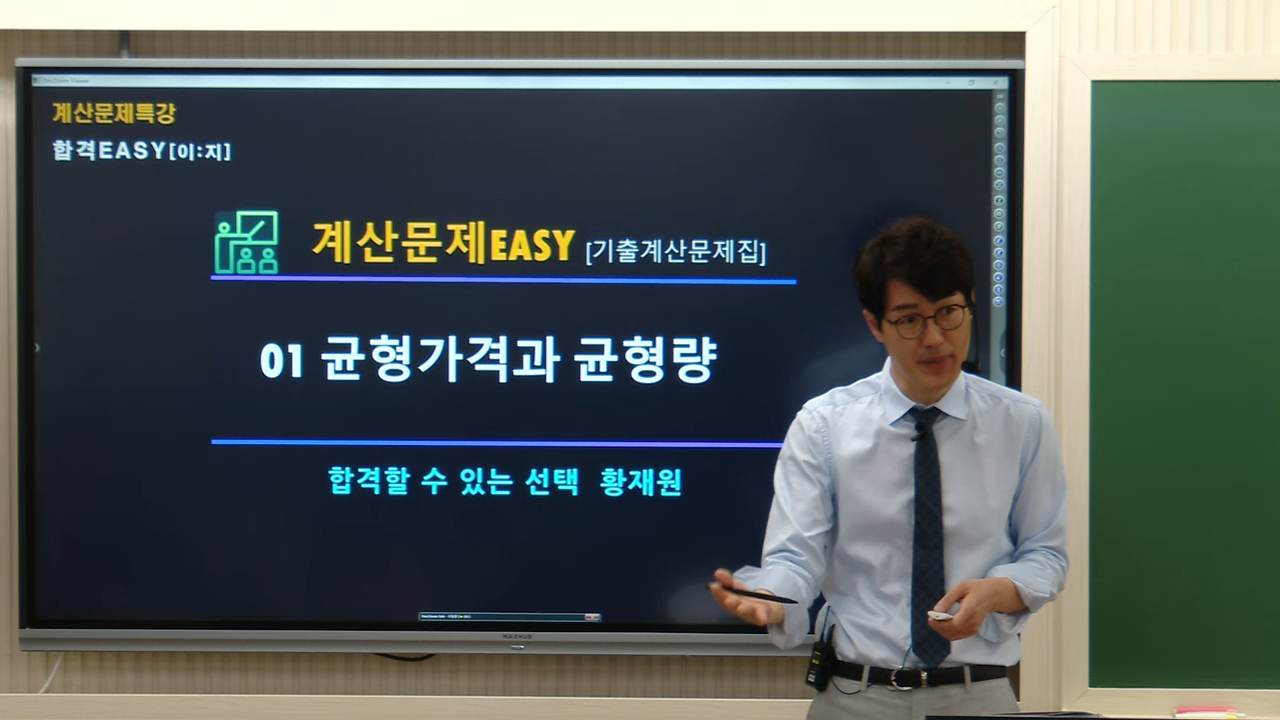 계산문제특강
합격EASY[이:지]
계산문제EASY [기출계산문제집]
01 균형가격과 균형량
합격할 수 있는 선택 황재원
MAXHUB